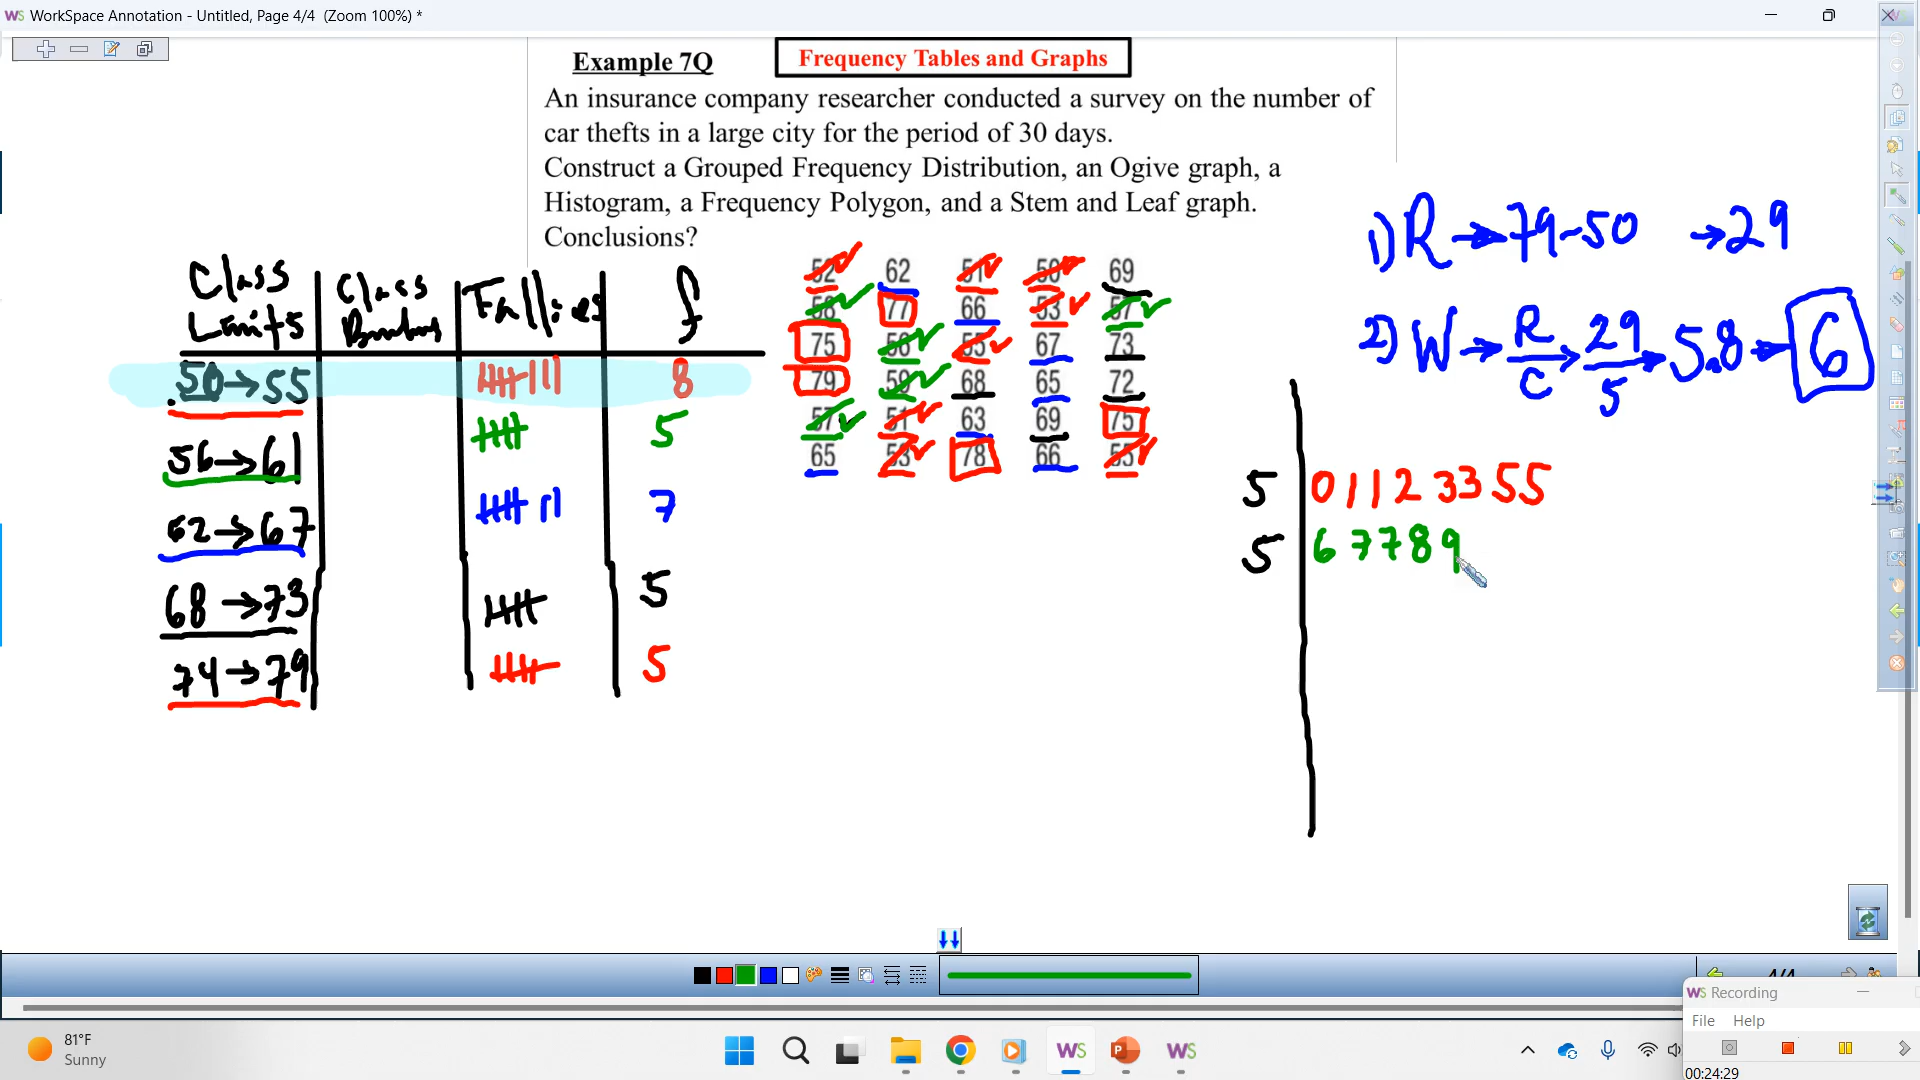 WorkSpace Annotation - Untitled, Page 4/4 (Zoom 100%) *
Example 7Q
Frequency Tables and Graphs
An insurance company researcher conducted a survey on the number of
car thefts in a large city for the period of 30 days.
Construct a Grouped Frequency Distribution, an Ogive graph, a
Histogram, a Frequency Polygon, and a Stem and Leaf graph.
Conclusions?
1) R → 79-50 → 29
2) W → R/C → 29/5 → 5.8 → 6
Class Limits
Class
Tallies
f
50 → 55 8
56 → 61 5
62 → 67 7
68 → 73 5
74 → 79 5
52 62 51 50 69
58 77 66 53 57
75 56 55 67 73
79 59 68 65 72
57 51 63 69 75
65 53 78 66 55
5 0 1 1 2 3 3 5 5
5 6 7 7 8 9
4/4
WS Recording
File Help
00:24:29
81°F
Sunny